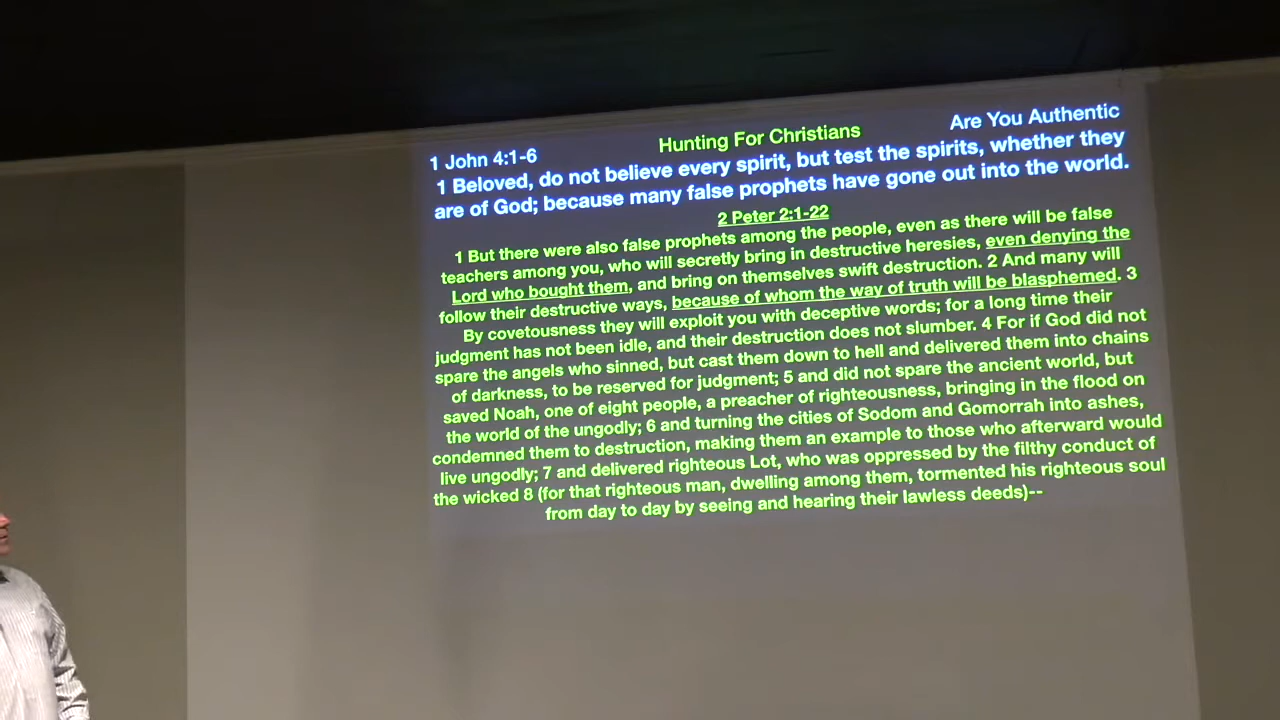 1 John 4:1-6 Hunting For Christians Are You Authentic
1 Beloved, do not believe every spirit, but test the spirits, whether they
are of God; because many false prophets have gone out into the world.
2 Peter 2:1-22
1 But there were also false prophets among the people, even as there will be false
teachers among you, who will secretly bring in destructive heresies, even denying the
Lord who bought them, and bring on themselves swift destruction. 2 And many will
follow their destructive ways, because of whom the way of truth will be blasphemed. 3
By covetousness they will exploit you with deceptive words; for a long time their
judgment has not been idle, and their destruction does not slumber. 4 For if God did not
spare the angels who sinned, but cast them down to hell and delivered them into chains
of darkness, to be reserved for judgment; 5 and did not spare the ancient world, but
saved Noah, one of eight people, a preacher of righteousness, bringing in the flood on
the world of the ungodly; 6 and turning the cities of Sodom and Gomorrah into ashes,
condemned them to destruction, making them an example to those who afterward would
live ungodly; 7 and delivered righteous Lot, who was oppressed by the filthy conduct of
the wicked 8 (for that righteous man, dwelling among them, tormented his righteous soul
from day to day by seeing and hearing their lawless deeds)--